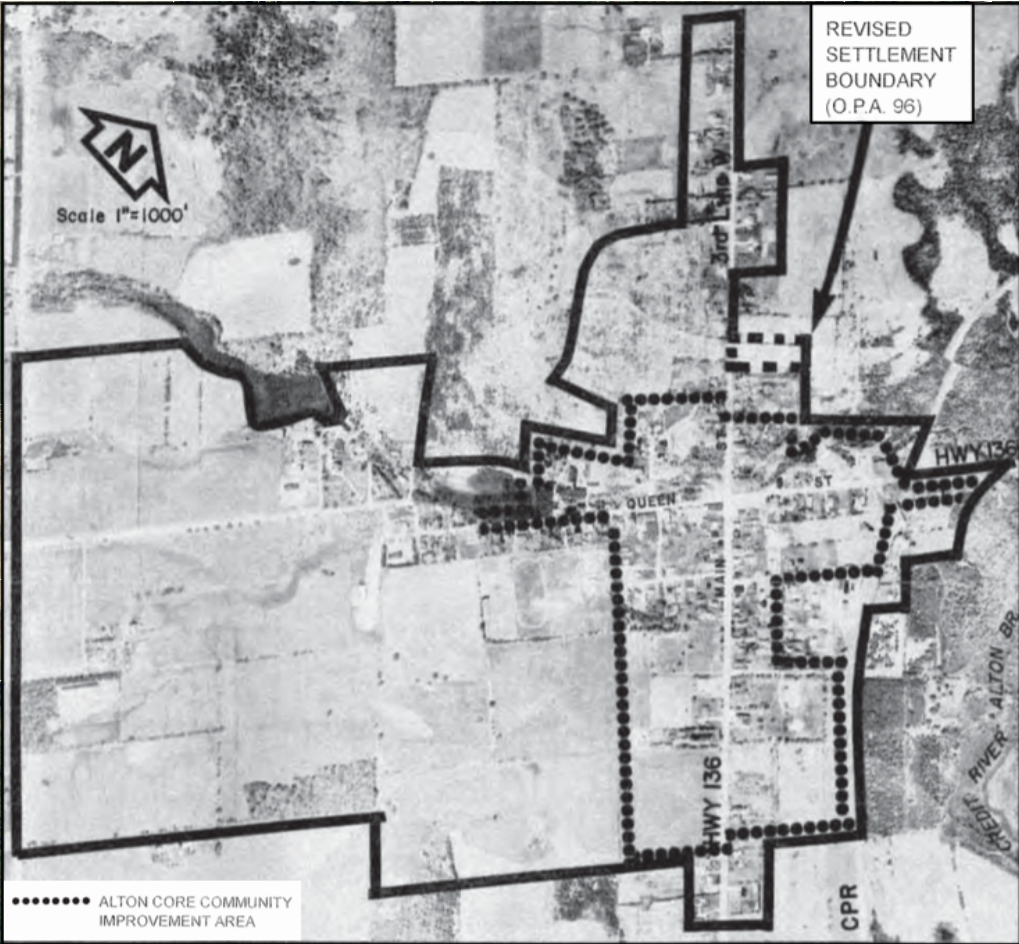 REVISED
SETTLEMENT
BOUNDARY
(O.P.A. 96)
N
Scale 1"=1000'
3rd Line W.
HWY 136
QUEEN ST
MAIN ST
HWY 136
CREDIT RIVER ALTON BR
CPR
ALTON CORE COMMUNITY
IMPROVEMENT AREA